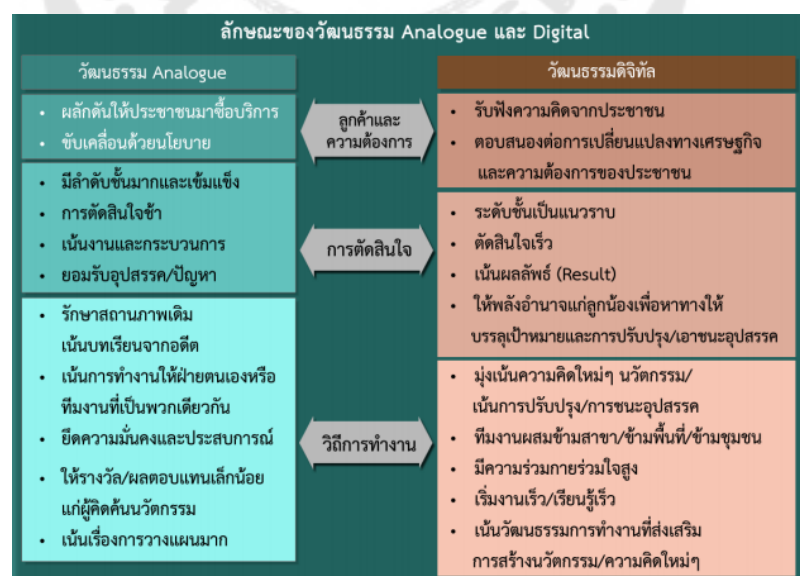 ลักษณะของวัฒนธรรม Analogue และ Digital
วัฒนธรรม Analogue
• ผลักดันให้ประชาชนมาซื้อบริการ
• ขับเคลื่อนด้วยนโยบาย
• มีลำดับชั้นมากและเข้มแข็ง
• การตัดสินใจช้า
• เน้นงานและกระบวนการ
• ยอมรับอุปสรรค/ปัญหา
• รักษาสถานภาพเดิม
เน้นบทเรียนจากอดีต
• เน้นการทำงานให้ฝ่ายตนเองหรือ
ทีมงานที่เป็นพวกเดียวกัน
• ยึดความมั่นคงและประสบการณ์
• ให้รางวัล/ผลตอบแทนเล็กน้อย
แก่ผู้คิดค้นนวัตกรรม
• เน้นเรื่องการวางแผนมาก
ลูกค้าและ
ความต้องการ
การตัดสินใจ
วิถีการทำงาน
วัฒนธรรมดิจิทัล
• รับฟังความคิดจากประชาชน
• ตอบสนองต่อการเปลี่ยนแปลงทางเศรษฐกิจ
และความต้องการของประชาชน
• ระดับชั้นเป็นแนวราบ
• ตัดสินใจเร็ว
• เน้นผลลัพธ์ (Result)
• ให้พลังอำนาจแก่ลูกน้องเพื่อหาทางให้
บรรลุเป้าหมายและการปรับปรุง/เอาชนะอุปสรรค
• มุ่งเน้นความคิดใหม่ๆ นวัตกรรม/
เน้นการปรับปรุง/การชนะอุปสรรค
• ทีมงานผสมข้ามสาขา/ข้ามพื้นที่/ข้ามชุมชน
• มีความร่วมกายร่วมใจสูง
• เริ่มงานเร็ว/เรียนรู้เร็ว
• เน้นวัฒนธรรมการทำงานที่ส่งเสริม
การสร้างนวัตกรรม/ความคิดใหม่ๆ